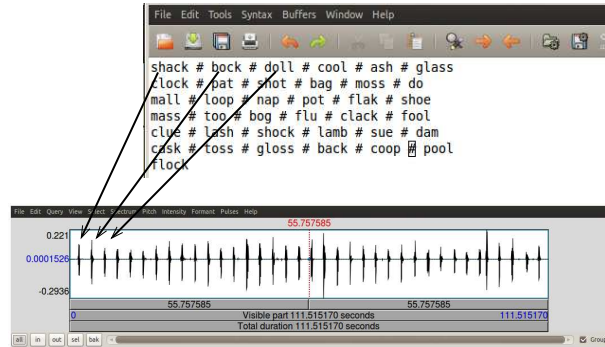 File Edit Tools Syntax Buffers Window Help
shack # bock # doll # cool # ash # glass
clock # pat # shot # bag # moss # do
mall # loop # nap # pot # flak # shoe
mass # too # bog # flu # clack # fool
clue # lash # shock # lamb # sue # dam
cask # toss # gloss # back # coop # pool
flock
File Edit Query View Select Spectrum Pitch Intensity Formant Pulses Help
55.757585
0.221
0.0001526
-0.2936
55.757585 55.757585
0 Visible part 111.515170 seconds 111.515170
Total duration 111.515170 seconds
all in out sel bak Group